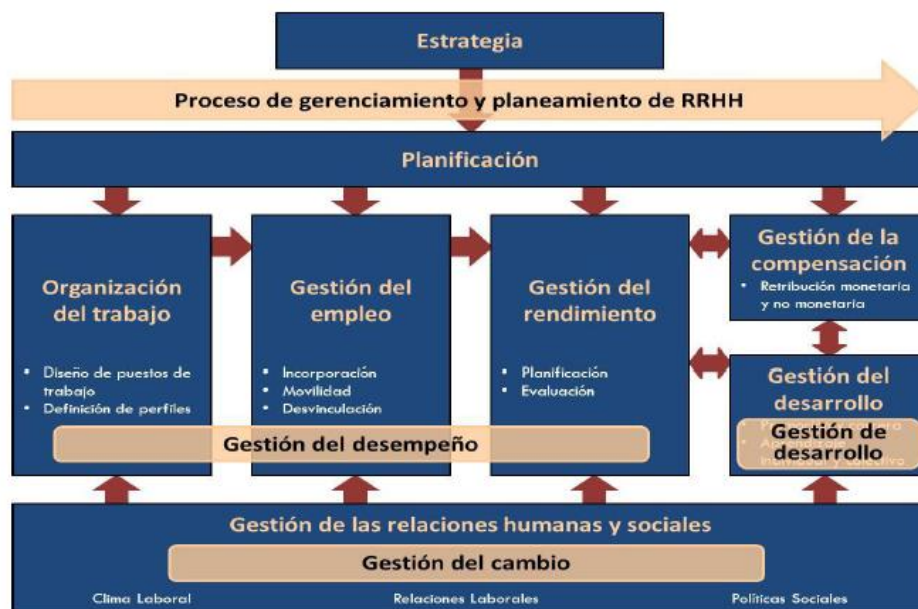 Estrategia
Proceso de gerenciamiento y planeamiento de RRHH
Planificación
Organización
del trabajo
• Diseño de puestos de
trabajo
• Definición de perfiles
Gestión del
empleo
• Incorporación
• Movilidad
• Desvinculación
Gestión del
rendimiento
• Planificación
• Evaluación
Gestión de la
compensación
• Retribución monetaria
y no monetaria
Gestión del
desarrollo
• Aprendizaje
individual y colectivo
Gestión del desempeño
Gestión de
desarrollo
Gestión de las relaciones humanas y sociales
Gestión del cambio
Clima Laboral
Relaciones Laborales
Políticas Sociales